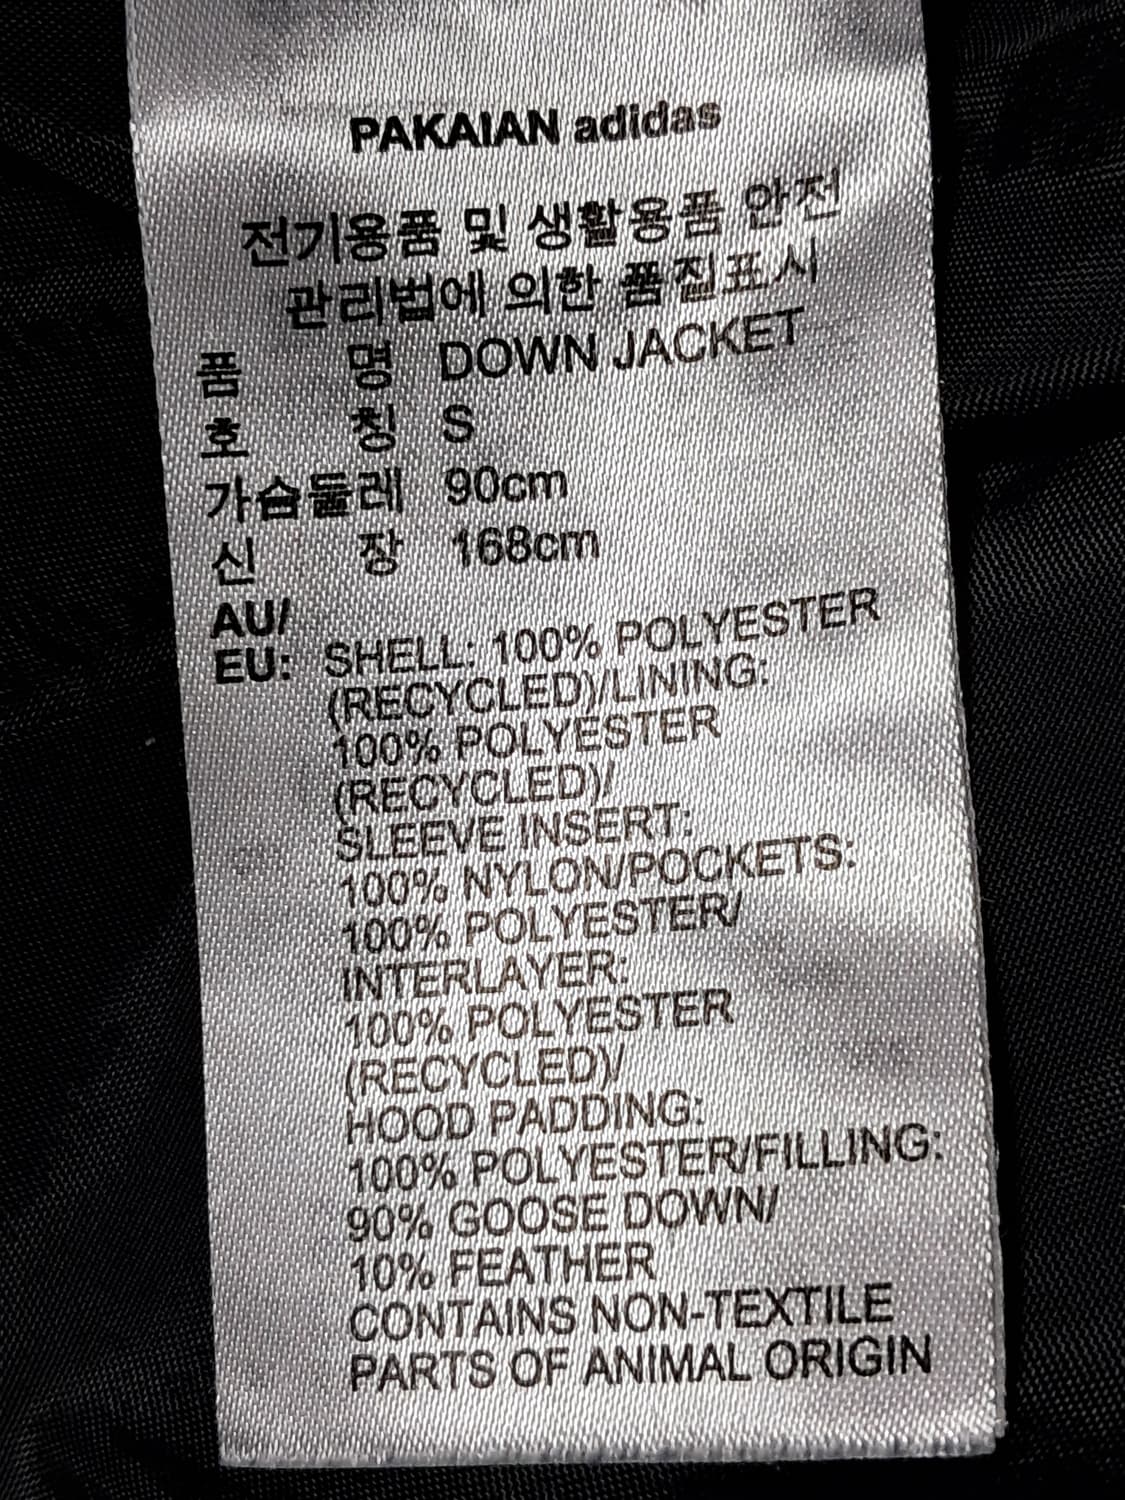 PAKAIAN adidas
전기용품 및 생활용품 안전
관리법에 의한 품질표시
품 명 DOWN JACKET
호 칭 S
가슴둘레 90cm
신 장 168cm
AU/
EU: SHELL: 100% POLYESTER
(RECYCLED)/LINING:
100% POLYESTER
(RECYCLED)/
SLEEVE INSERT:
100% NYLON/POCKETS:
100% POLYESTER/
INTERLAYER:
100% POLYESTER
(RECYCLED)/
HOOD PADDING:
100% POLYESTER/FILLING:
90% GOOSE DOWN/
10% FEATHER
CONTAINS NON-TEXTILE
PARTS OF ANIMAL ORIGIN